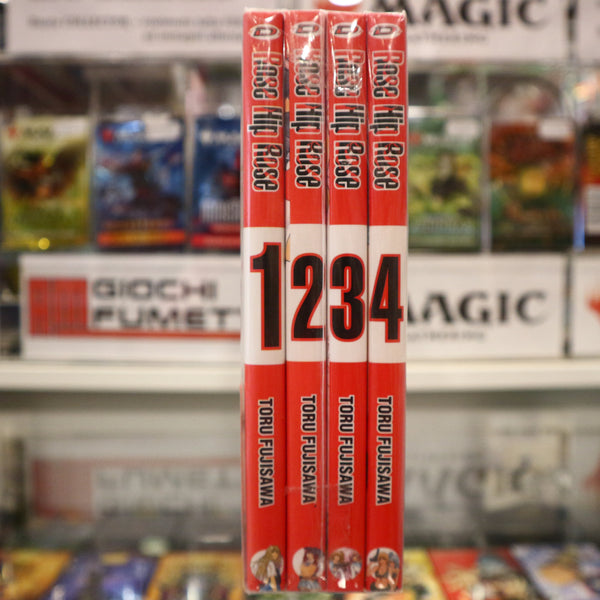 Rose Hip Rose
1
TORU FUJISAWA
Rose Hip Rose
2
TORU FUJISAWA
Rose Hip Rose
3
TORU FUJISAWA
Rose Hip Rose
4
TORU FUJISAWA
MAGIC
GIOCHI
FUMETT
MAGIC